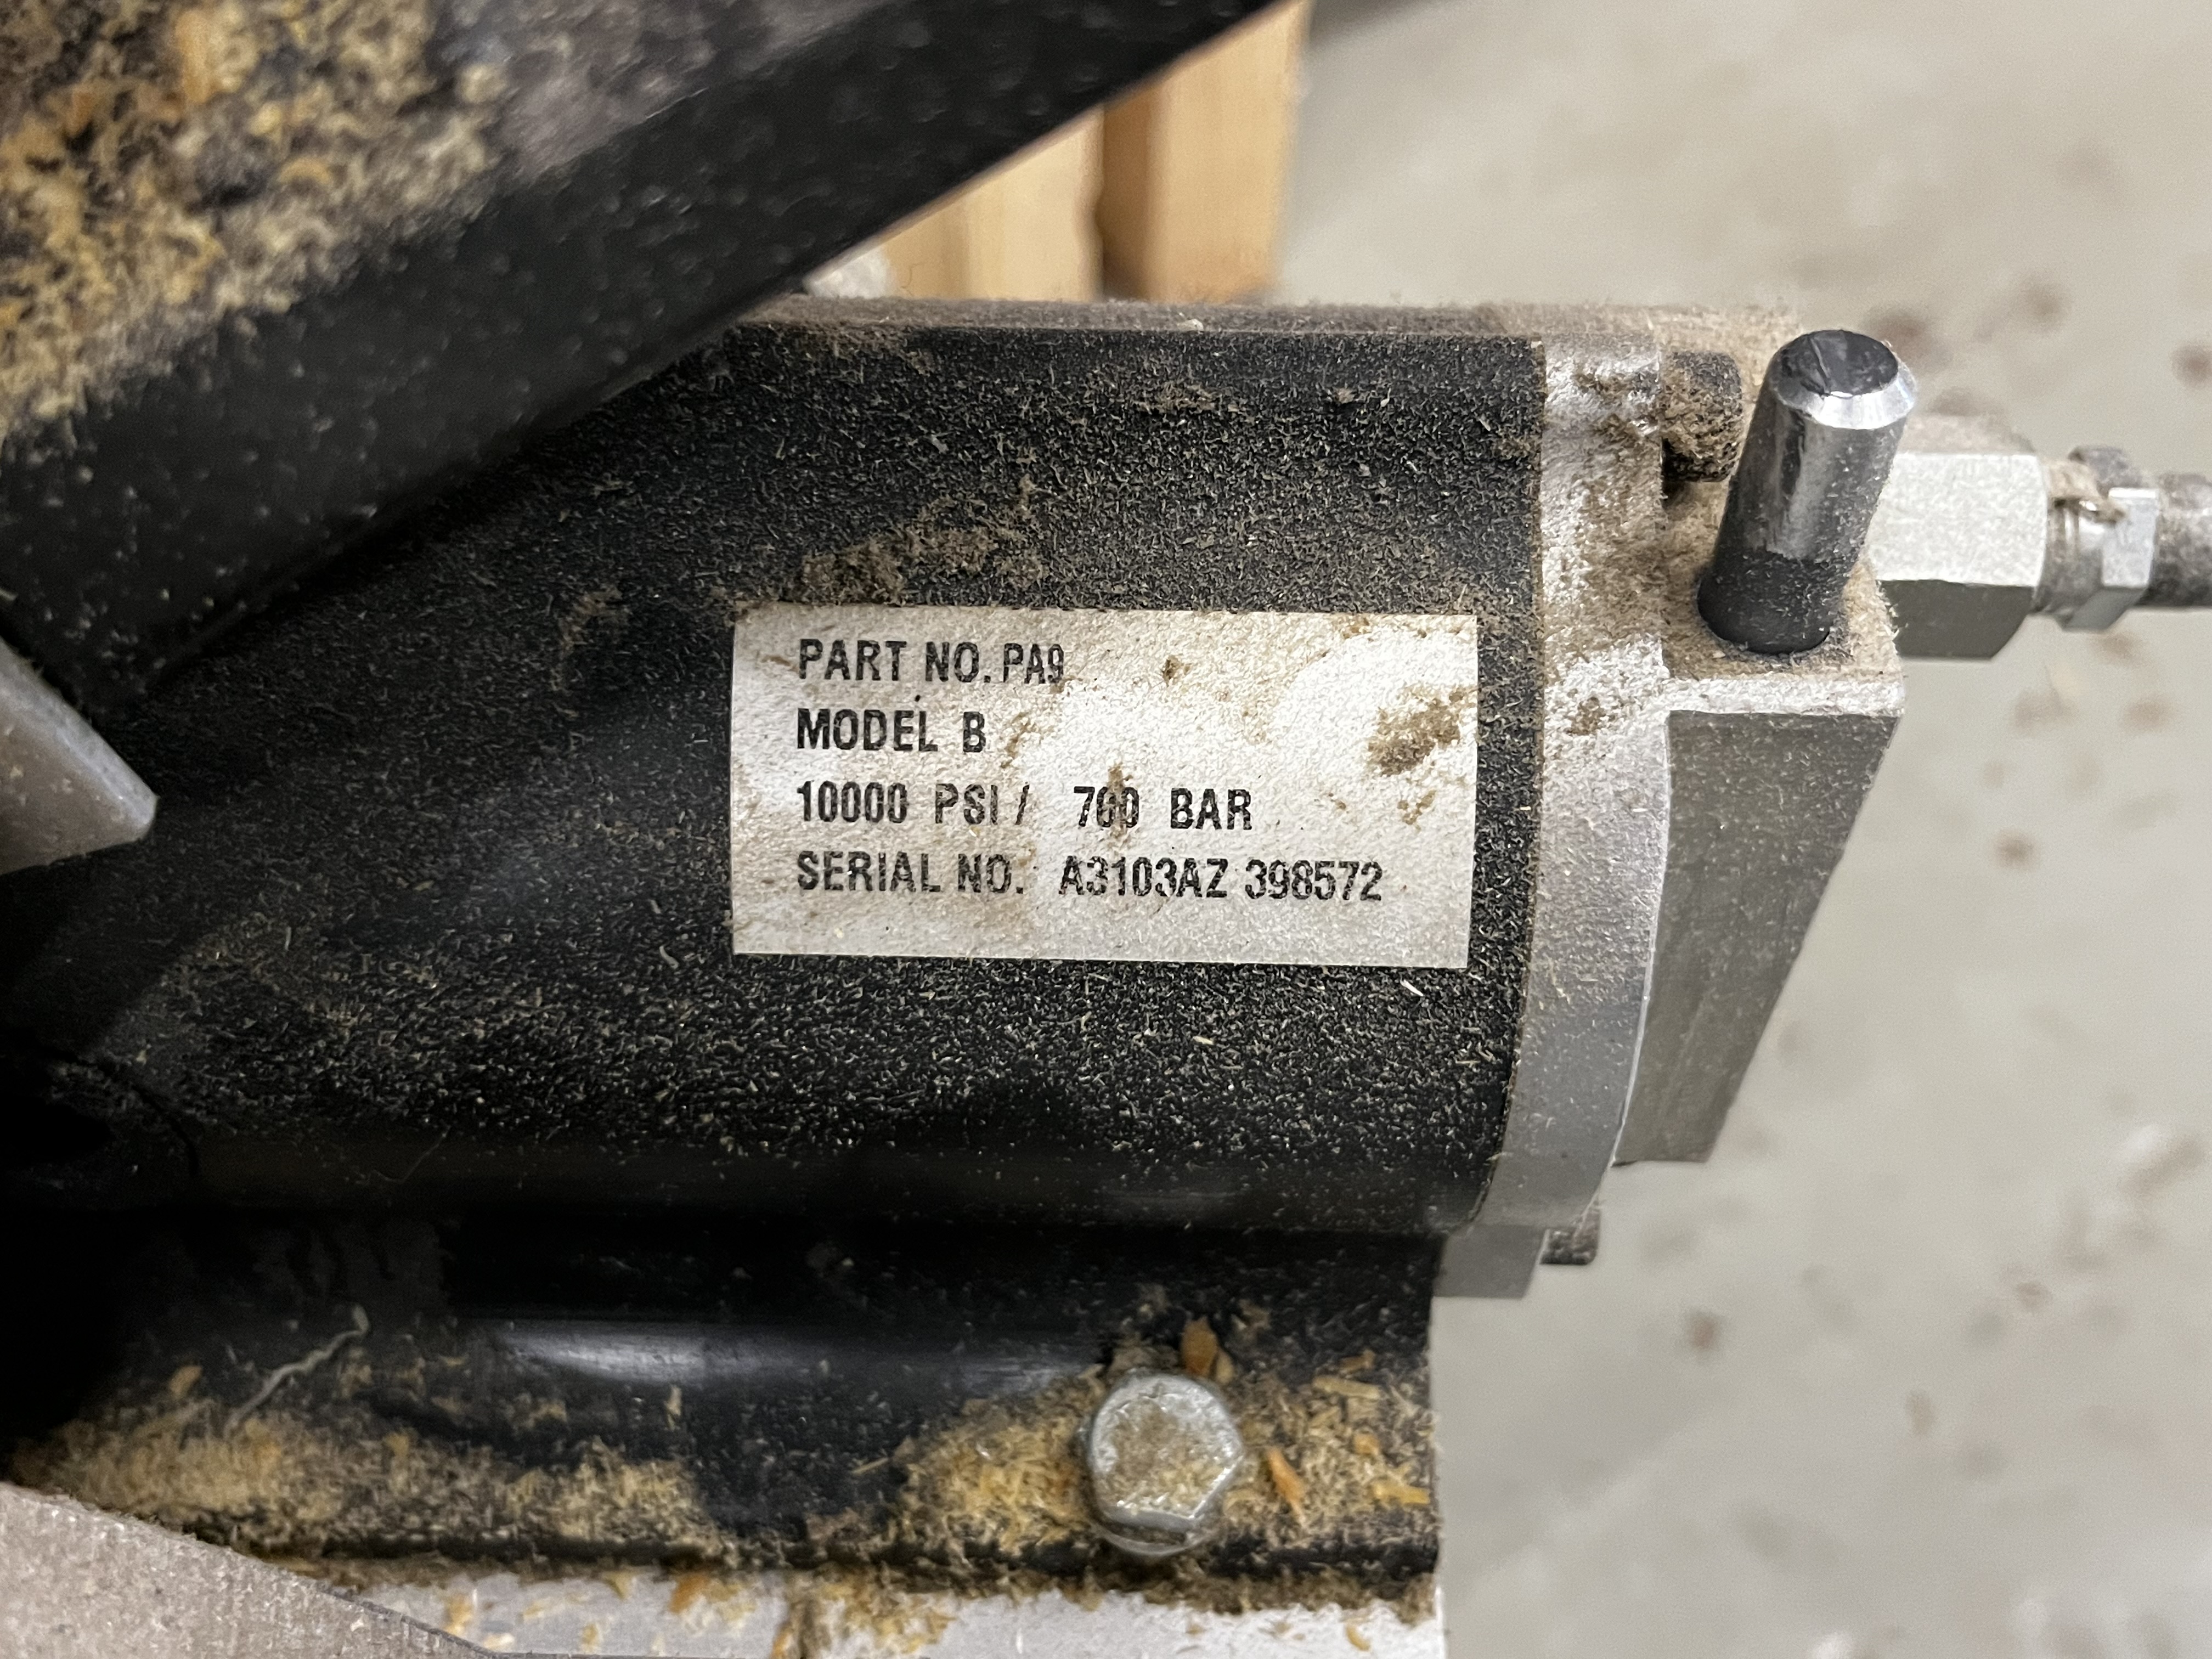 PART NO. PA9
MODEL B
10000 PSI / 700 BAR
SERIAL NO. A3103AZ 398572